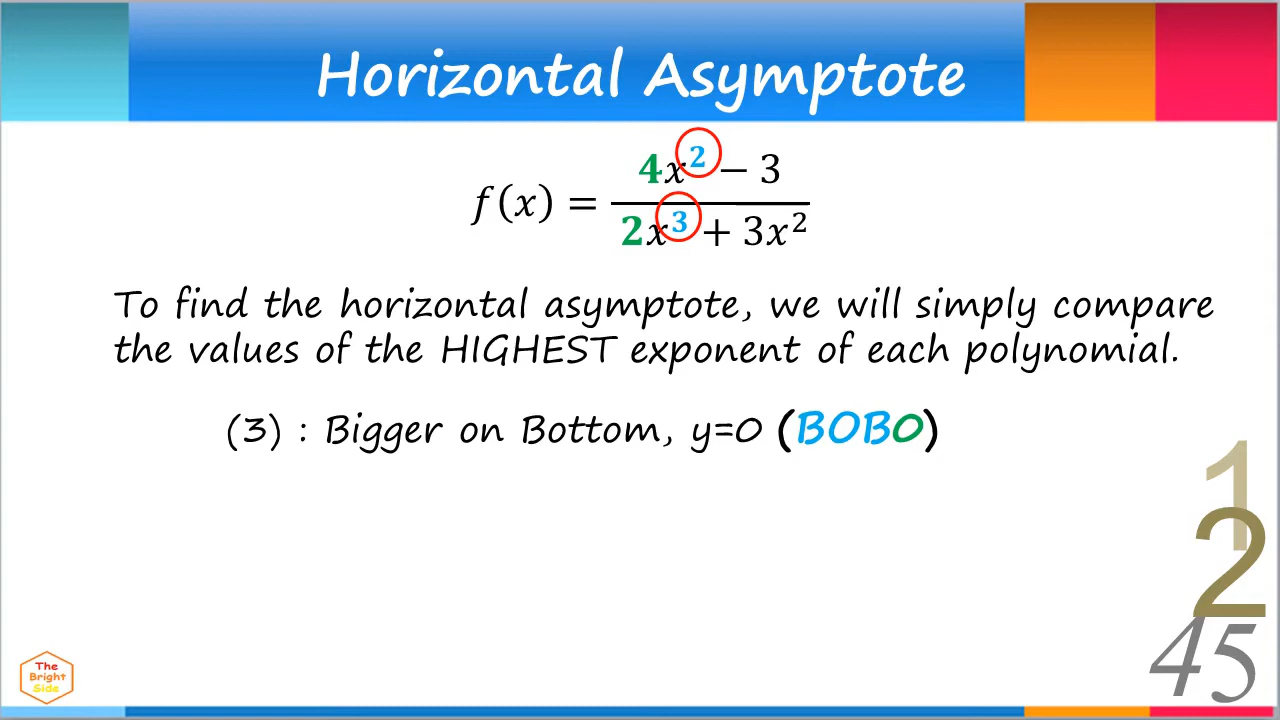 Horizontal Asymptote
f(x) = (4x² − 3)/(2x³ + 3x²)
To find the horizontal asymptote, we will simply compare
the values of the HIGHEST exponent of each polynomial.
(3) : Bigger on Bottom, y=0 (BOB0)
1
2
45
The
Bright
Side